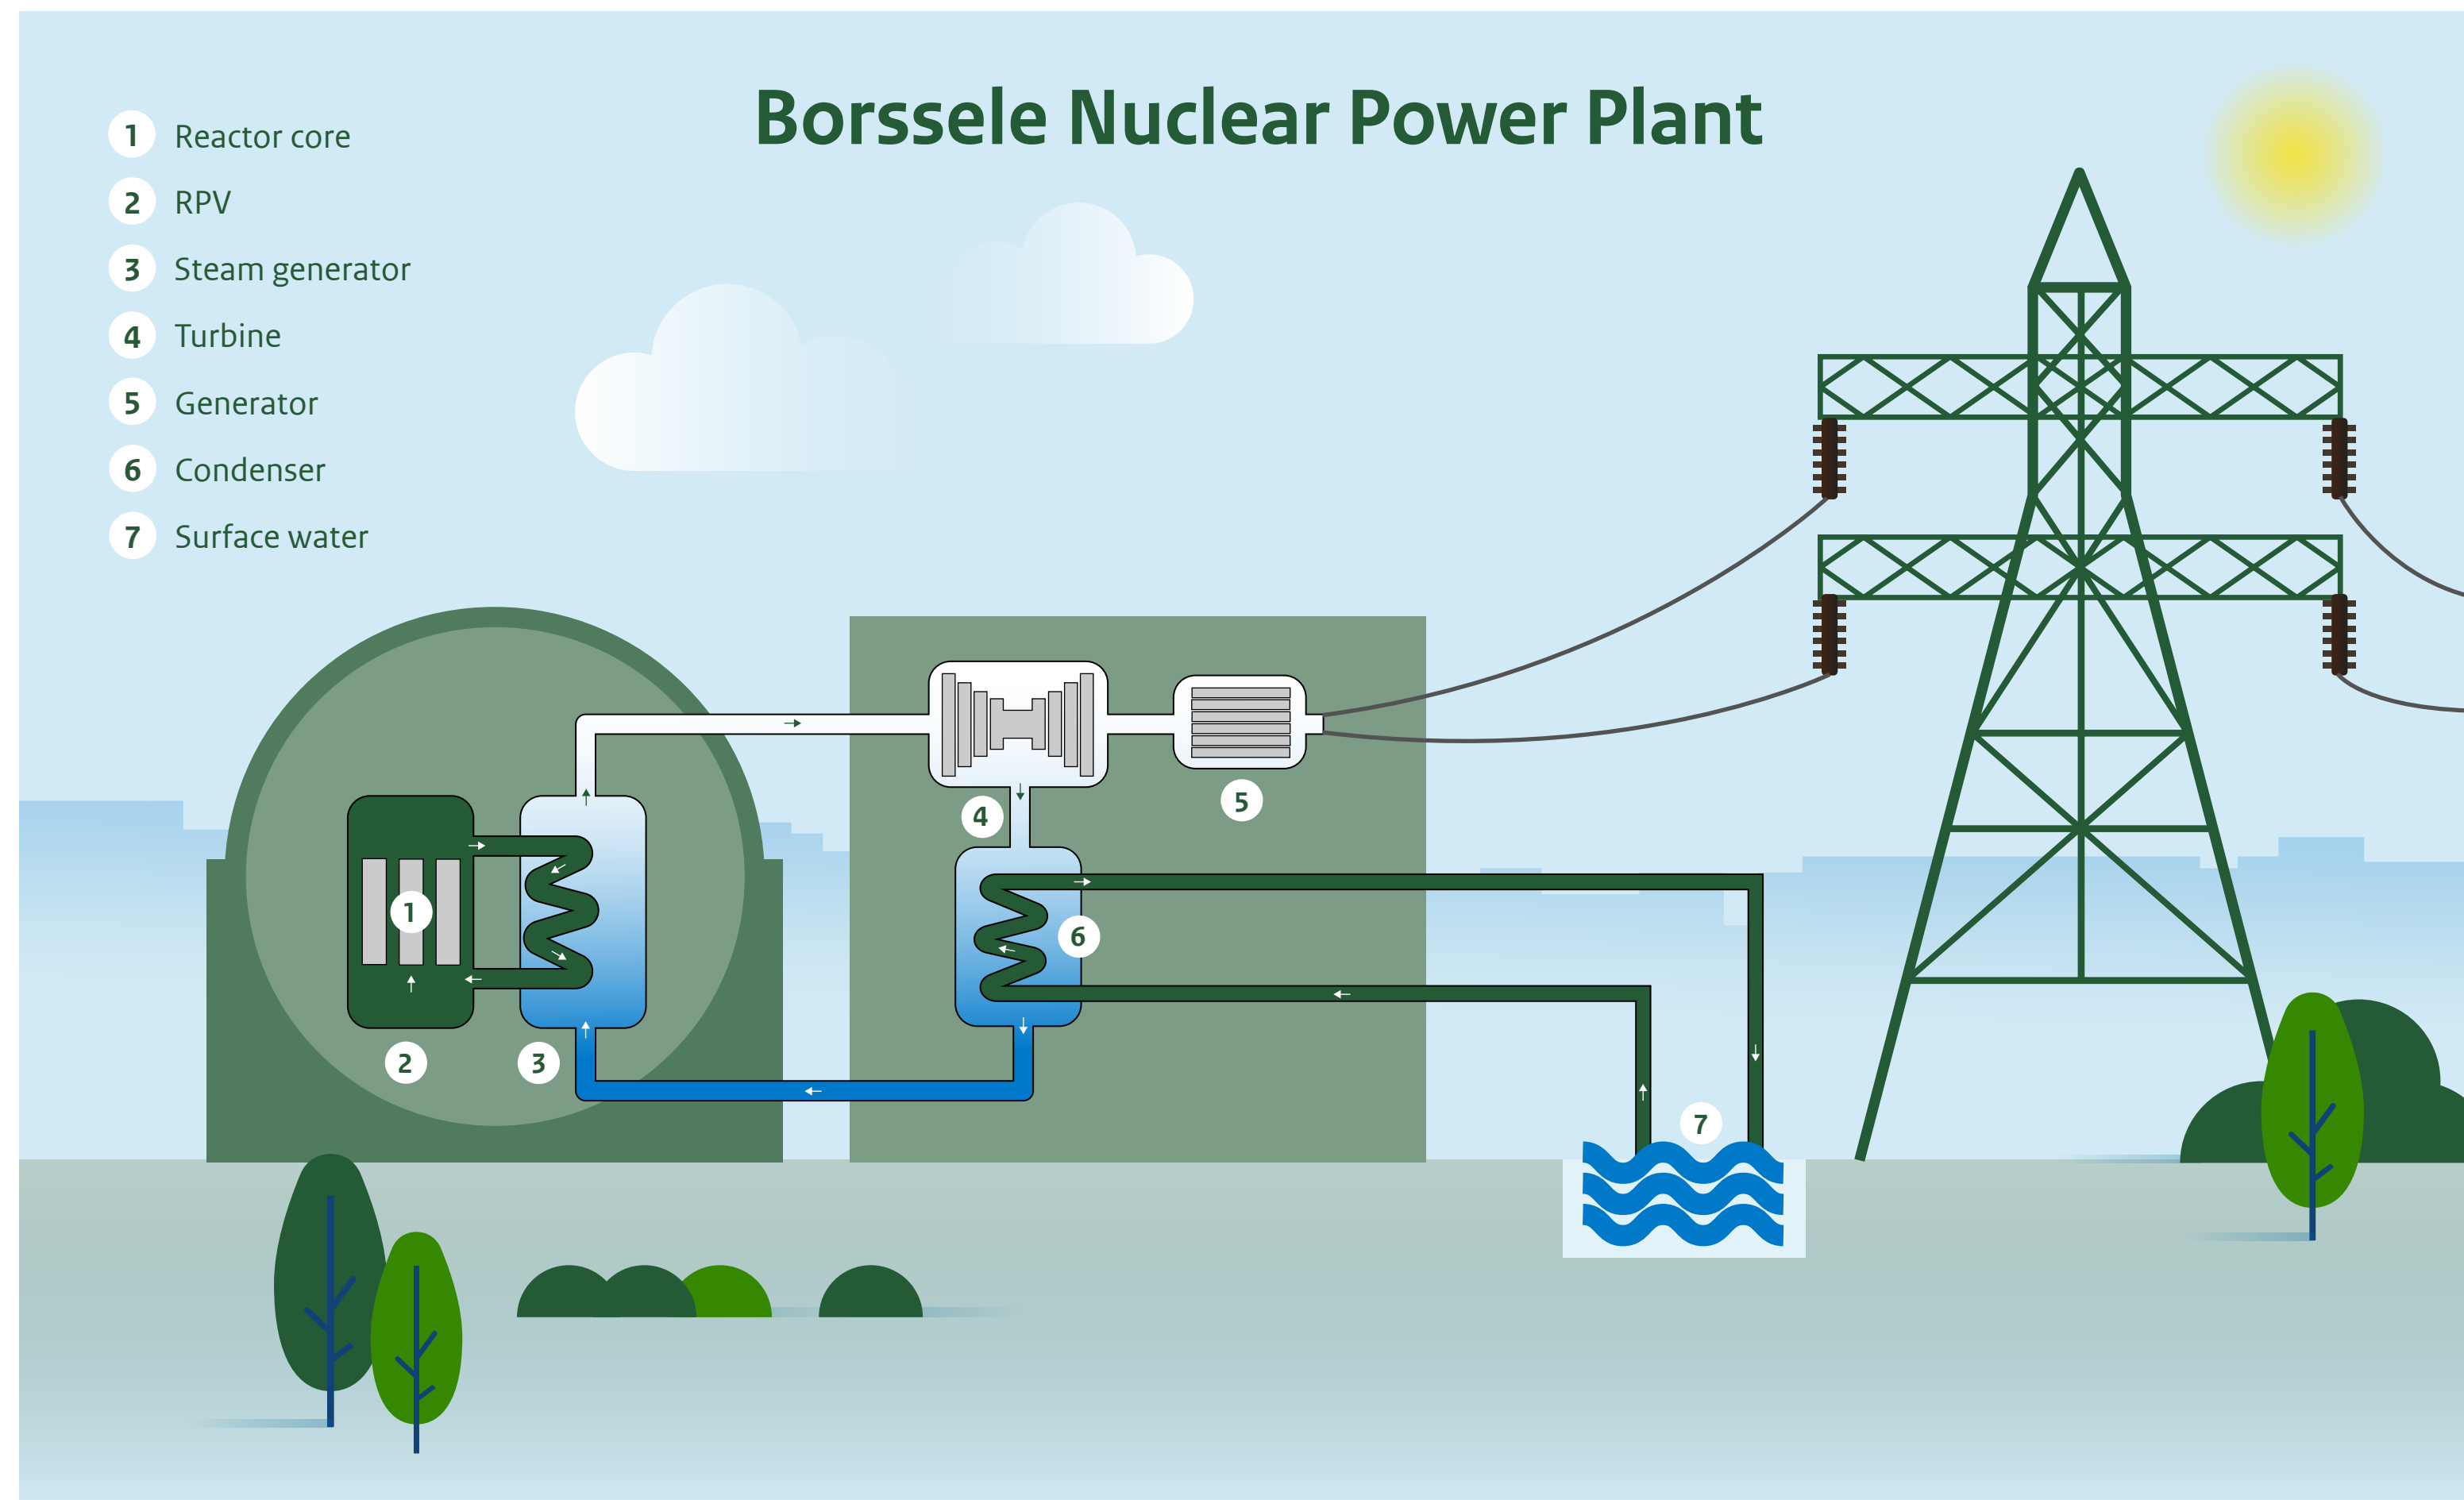 Borssele Nuclear Power Plant
1 Reactor core
2 RPV
3 Steam generator
4 Turbine
5 Generator
6 Condenser
7 Surface water
4
5
1
6
2
3
7